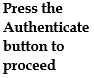 Press the
Authenticate
button to
proceed